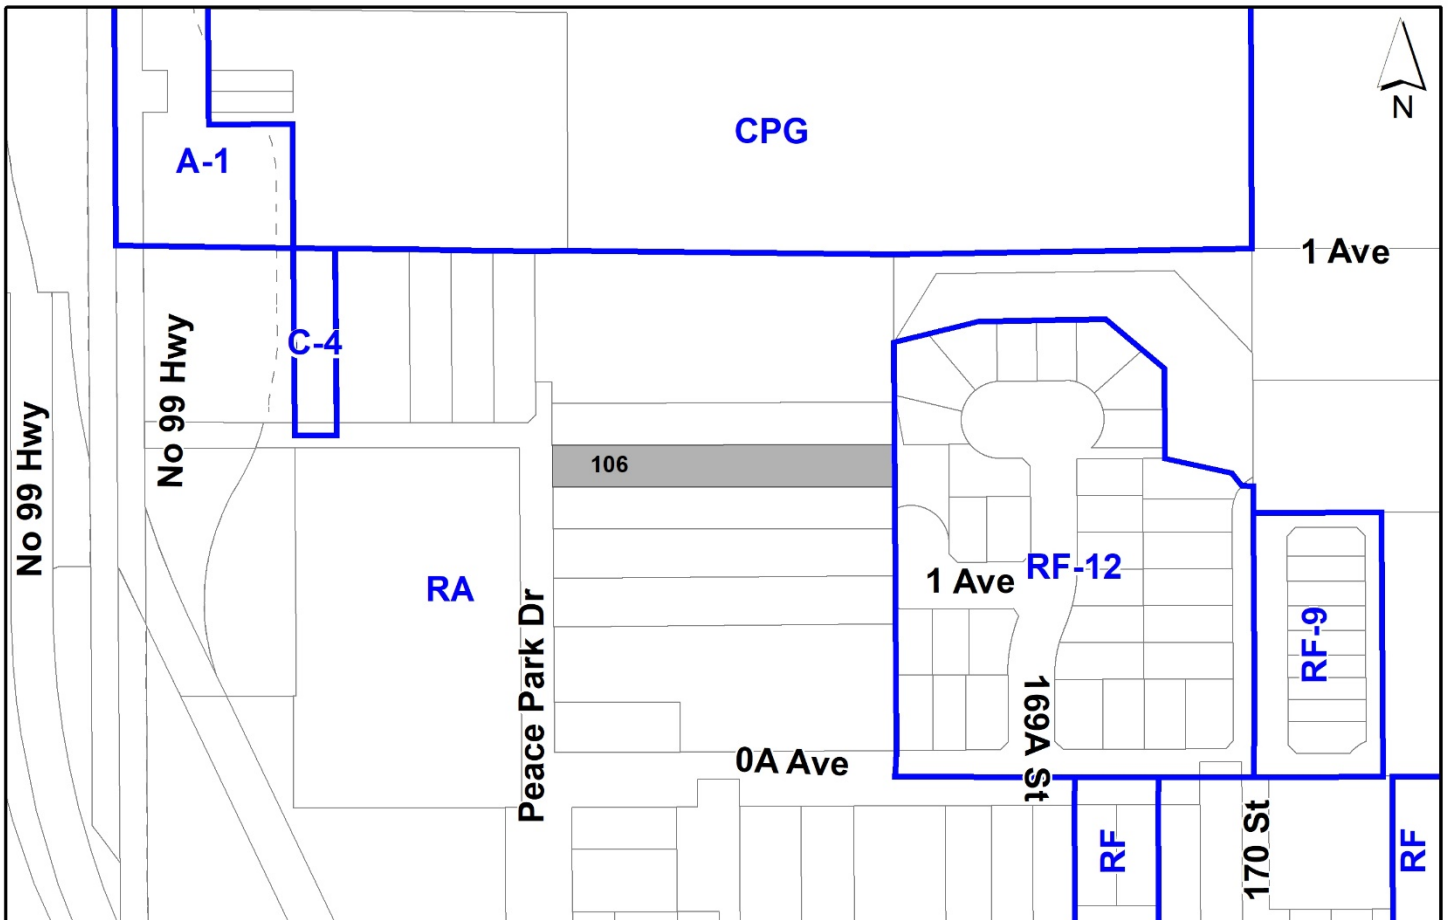 N
CPG
A-1
1 Ave
C-4
No 99 Hwy
No 99 Hwy
106
RA
Peace Park Dr
1 Ave
RF-12
RF-9
169A St
0A Ave
170 St
RF
RF